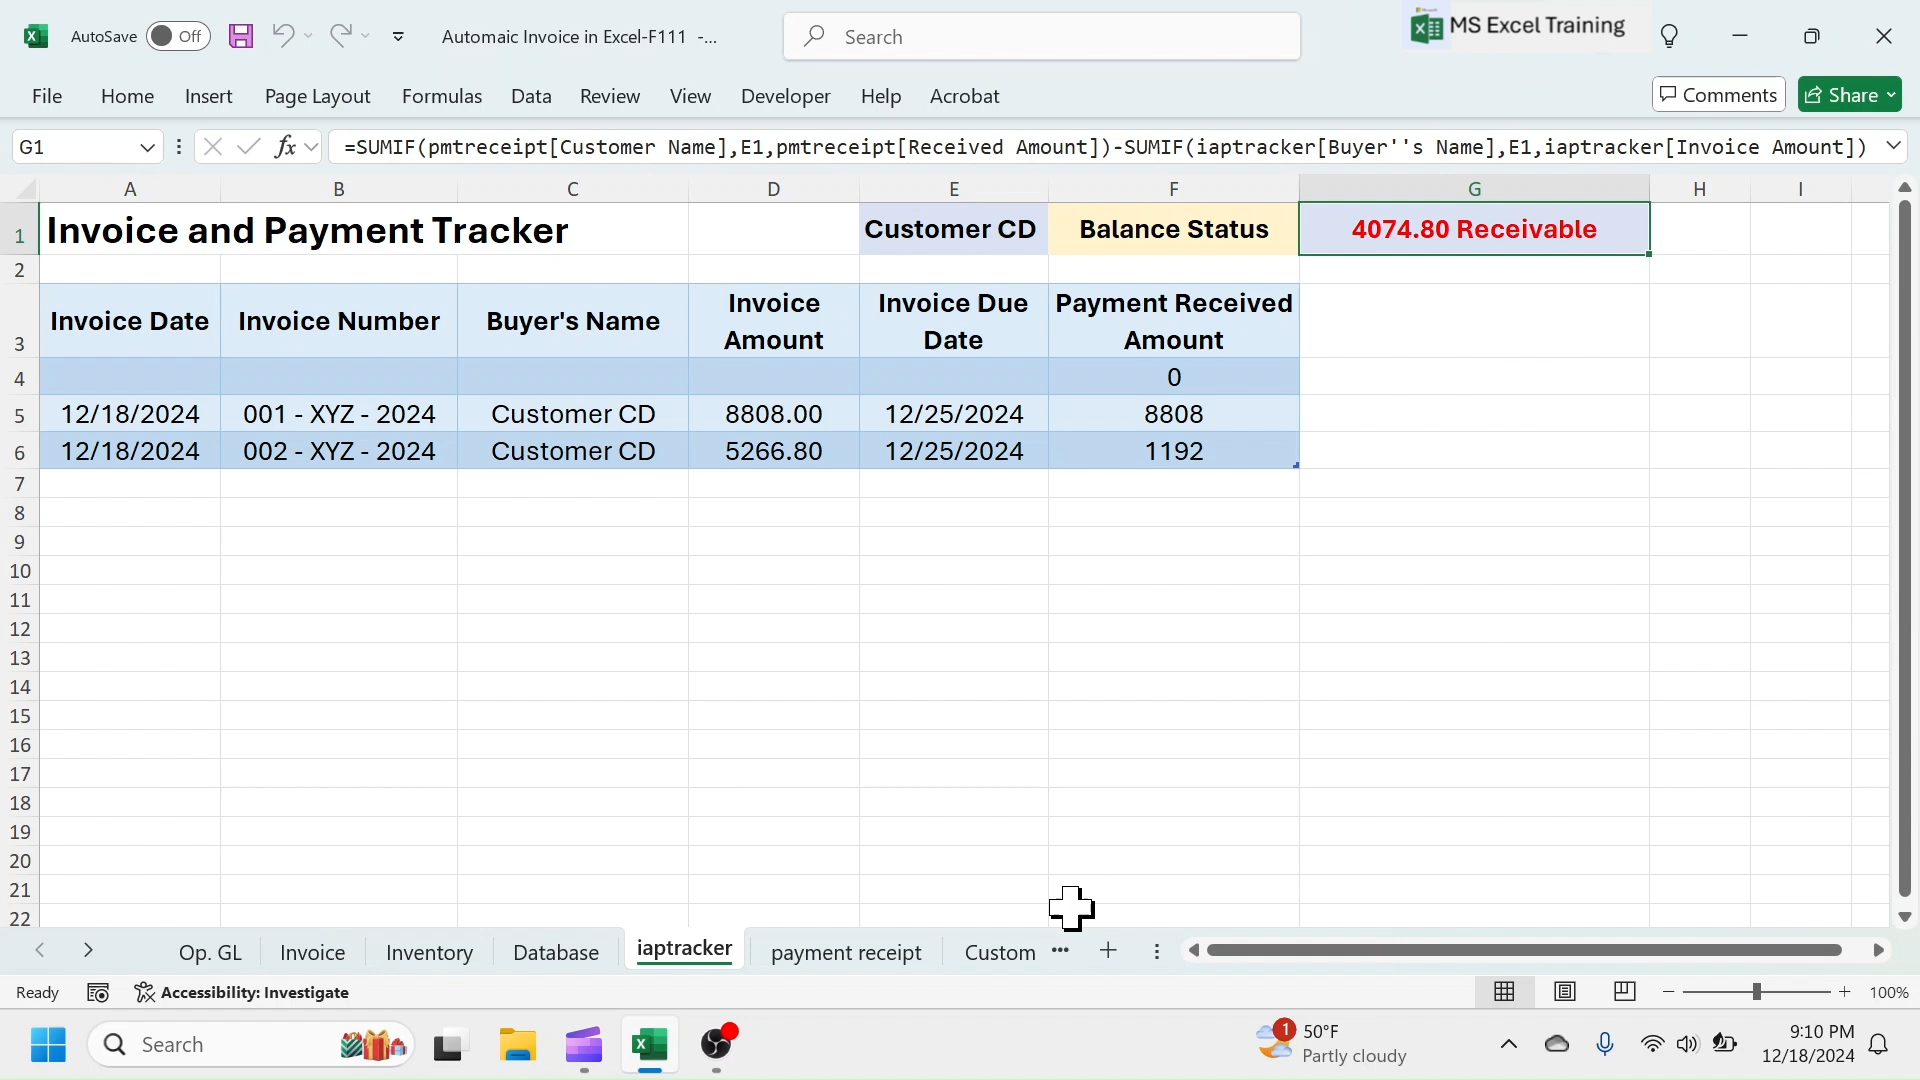 AutoSave Off Automaic Invoice in Excel-F111 -... Search MS Excel Training
File Home Insert Page Layout Formulas Data Review View Developer Help Acrobat Comments Share
G1 fx =SUMIF(pmtreceipt[Customer Name],E1,pmtreceipt[Received Amount])-SUMIF(iaptracker[Buyer''s Name],E1,iaptracker[Invoice Amount])
A B C D E F G H I
1 Invoice and Payment Tracker Customer CD Balance Status 4074.80 Receivable
2
3 Invoice Date Invoice Number Buyer's Name Invoice Amount Invoice Due Date Payment Received Amount
4 0
5 12/18/2024 001 - XYZ - 2024 Customer CD 8808.00 12/25/2024 8808
6 12/18/2024 002 - XYZ - 2024 Customer CD 5266.80 12/25/2024 1192
7
8
9
10
11
12
13
14
15
16
17
18
19
20
21
22
Op. GL Invoice Inventory Database iaptracker payment receipt Custom ...
Ready Accessibility: Investigate 100%
Search 1 50°F 9:10 PM
Partly cloudy 12/18/2024